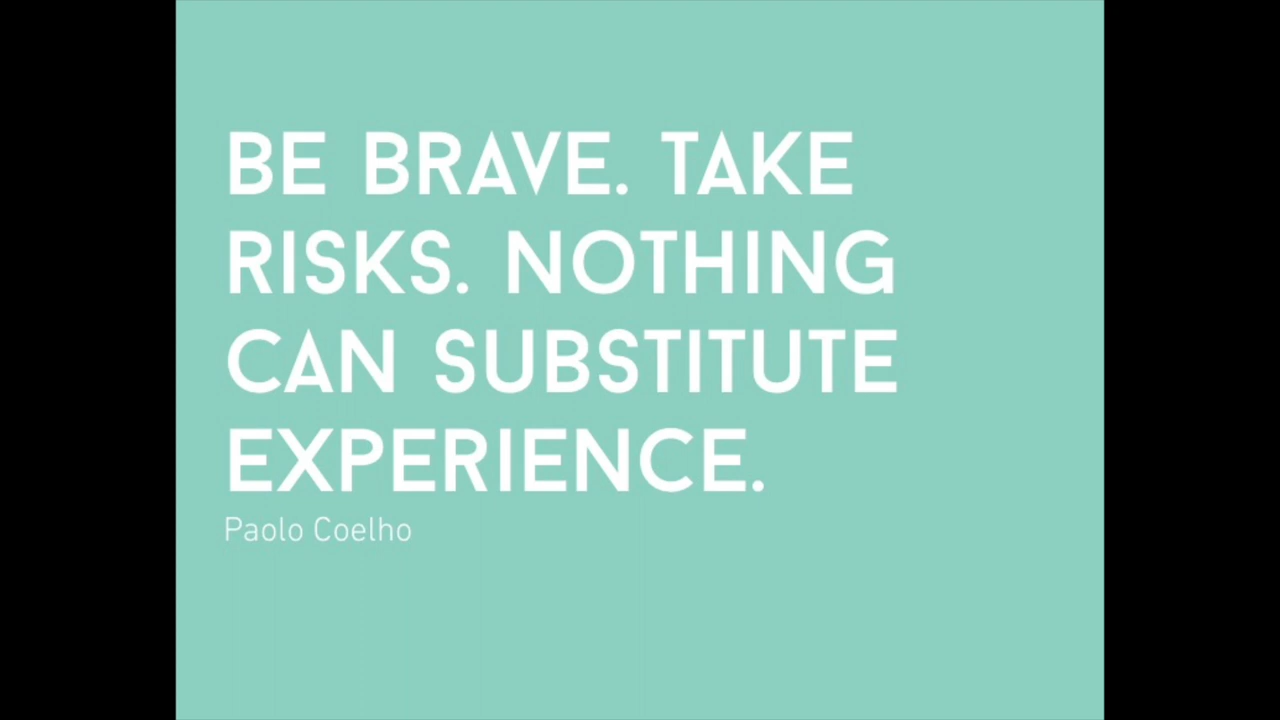 BE BRAVE. TAKE
RISKS. NOTHING
CAN SUBSTITUTE
EXPERIENCE.
Paolo Coelho